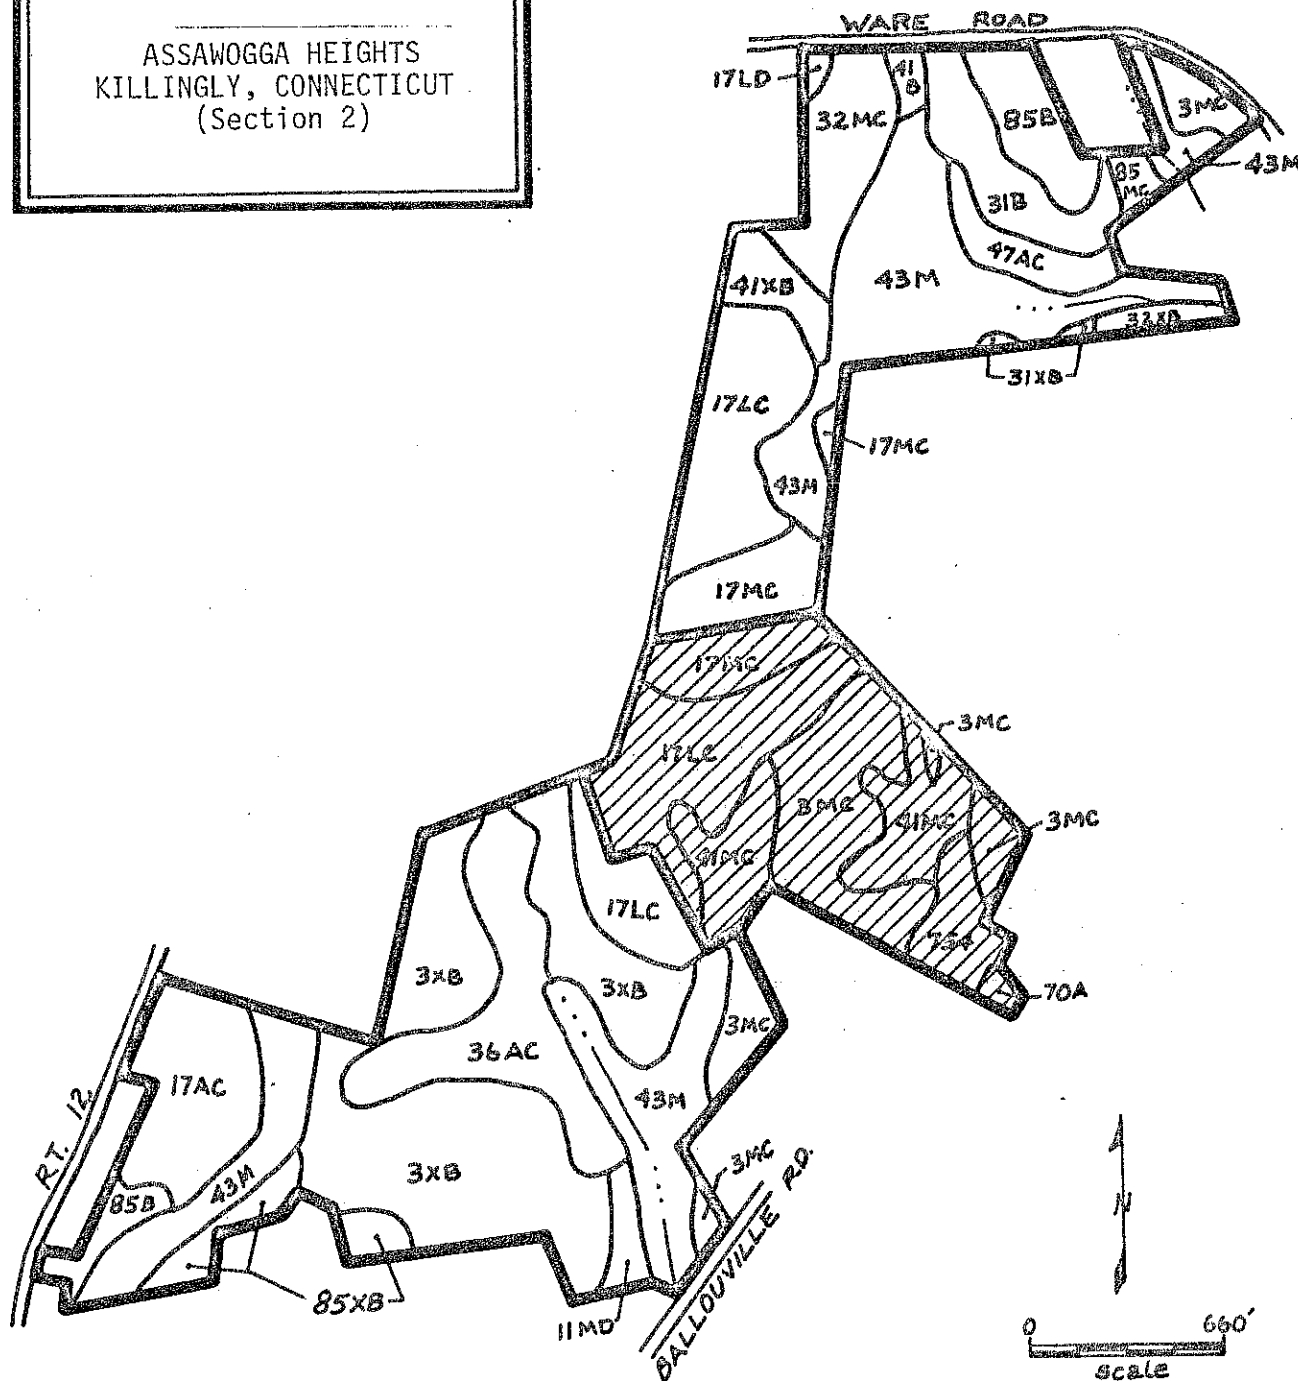 ASSAWOGGA HEIGHTS
KILLINGLY, CONNECTICUT
(Section 2)
WARE ROAD
17LD
41
B
32MC
85B
3MC
43M
85
MC
31B
47AC
41XB
43M
32XB
31XB
17LC
17MC
43M
17MC
17MC
3MC
17LC
3MC
41MC
3MC
41MC
17LC
75+
70A
3XB
3XB
3MC
36AC
17AC
43M
RT. 12
3XB
3MC
85B
43M
N
85XB
11MD
BALLOUVILLE RD.
0 660'
scale